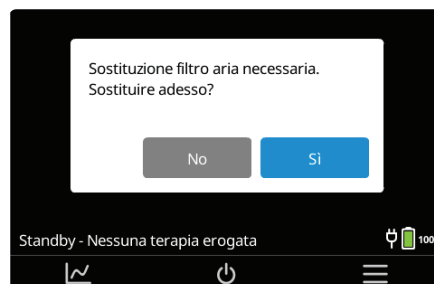 Sostituzione filtro aria necessaria.
Sostituire adesso?
No
Sì
Standby - Nessuna terapia erogata
100